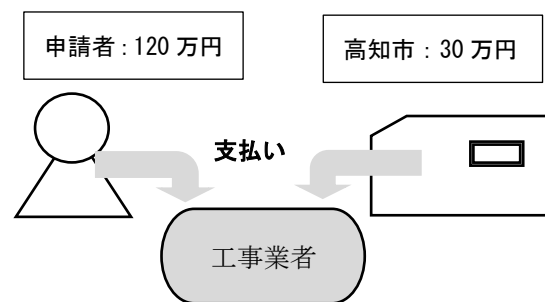 申請者：120 万円
高知市：30 万円
支払い
工事業者